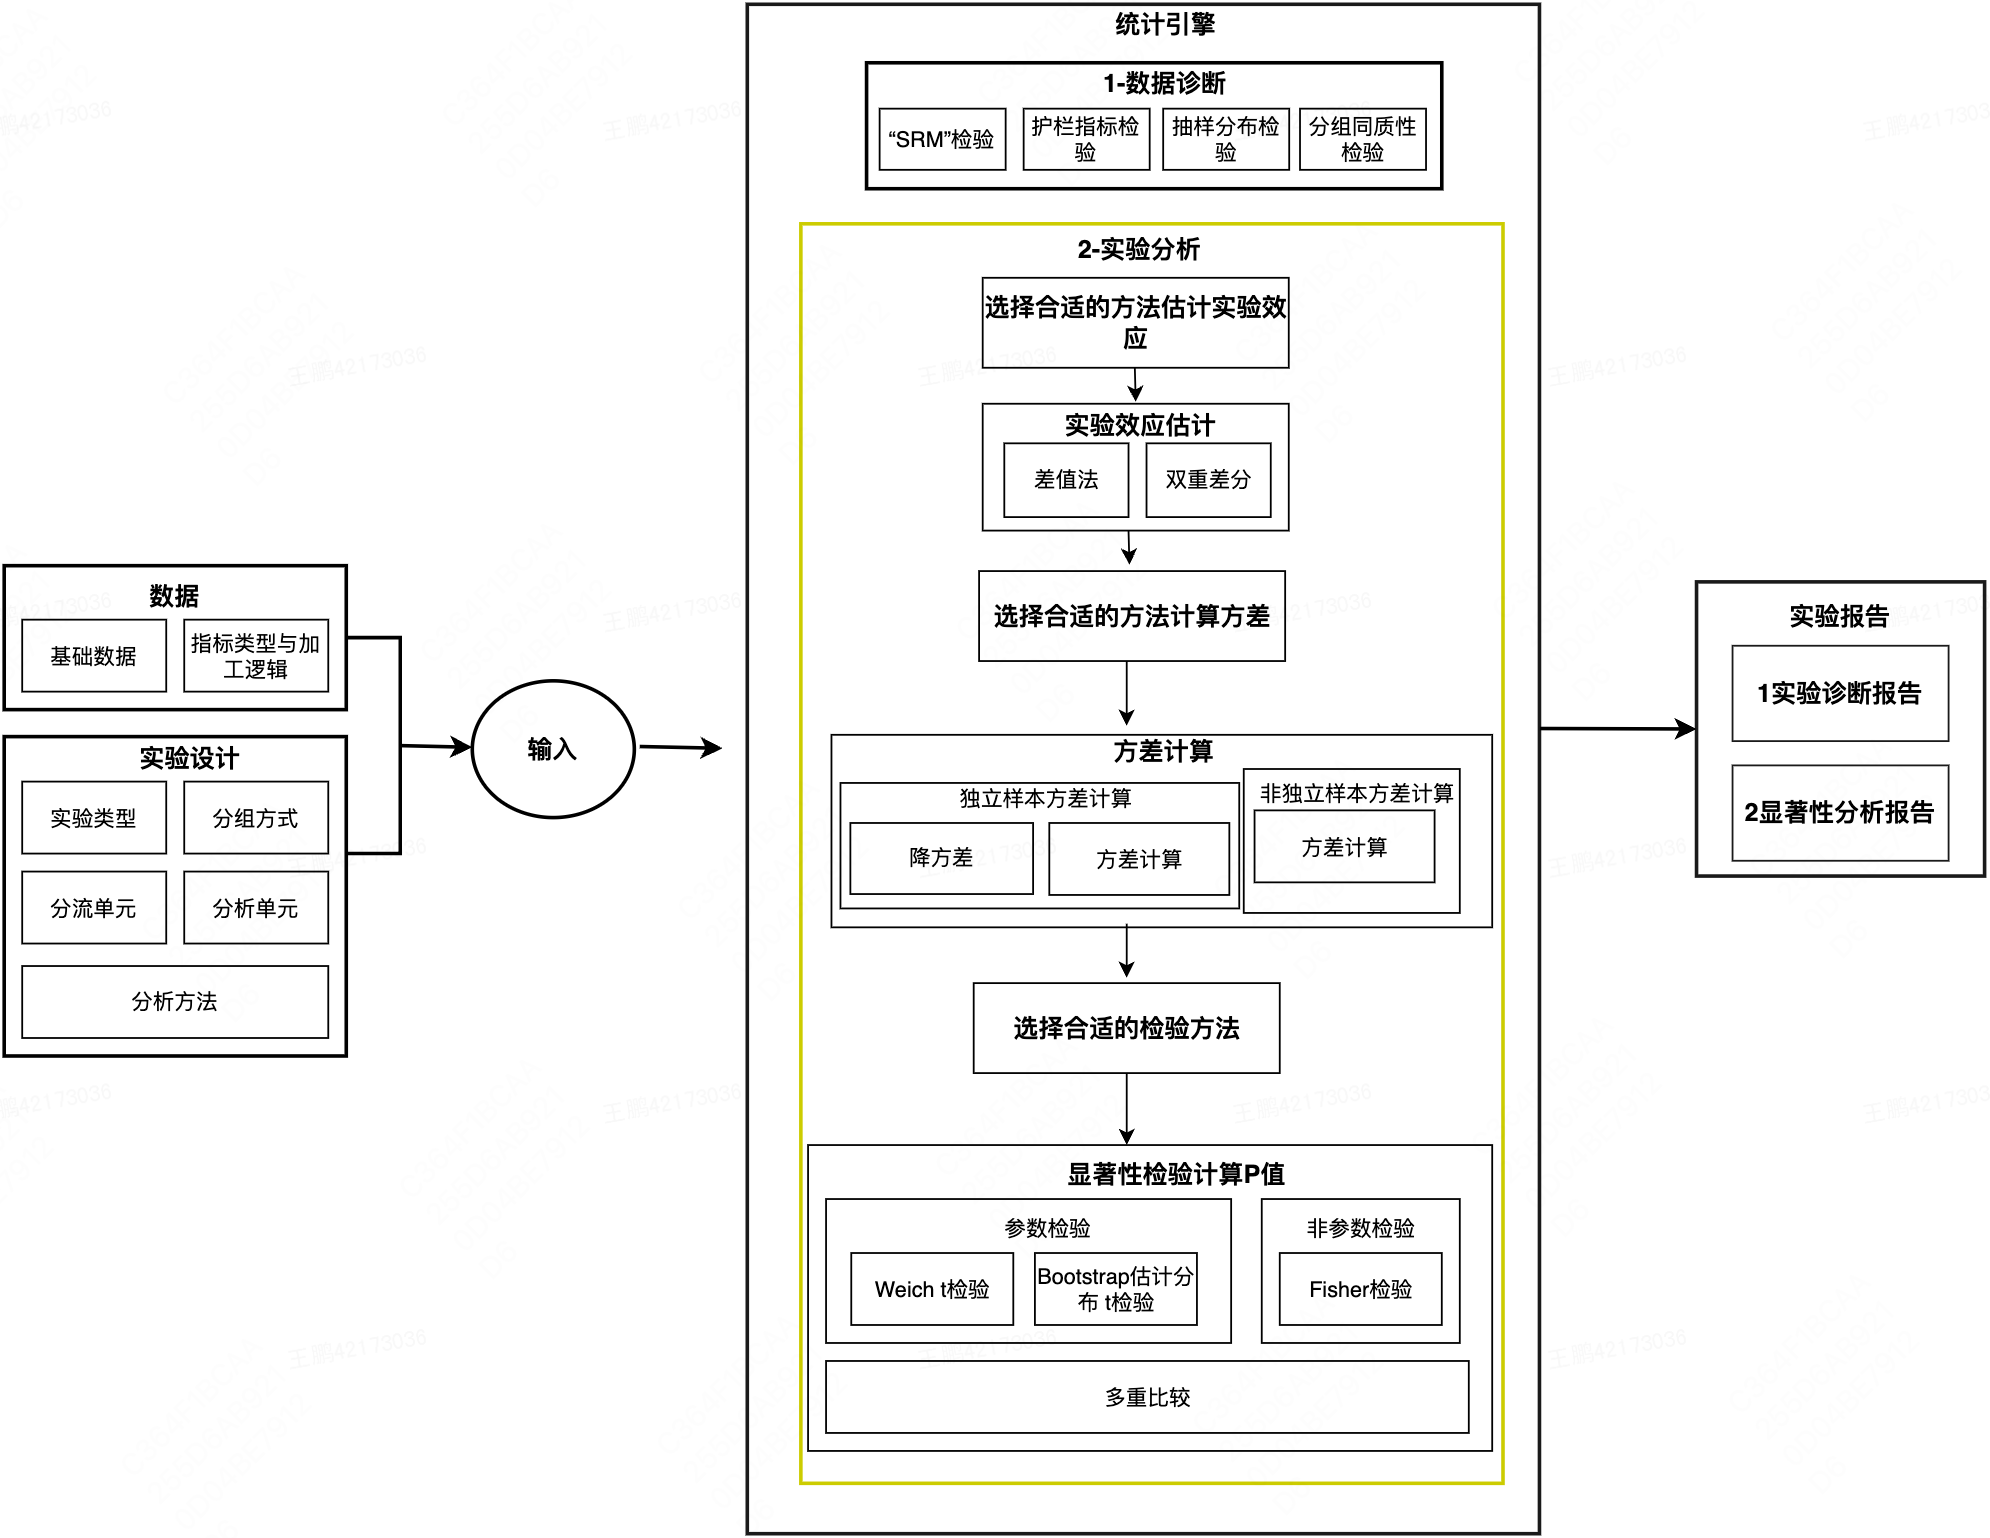 统计引擎
1-数据诊断
“SRM”检验
护栏指标检
验
抽样分布检
验
分组同质性
检验
2-实验分析
选择合适的方法估计实验效
应
实验效应估计
差值法
双重差分
选择合适的方法计算方差
方差计算
独立样本方差计算
降方差
方差计算
非独立样本方差计算
方差计算
选择合适的检验方法
显著性检验计算P值
参数检验
Weich t检验
Bootstrap估计分
布 t检验
非参数检验
Fisher检验
多重比较
数据
基础数据
指标类型与加
工逻辑
实验设计
实验类型
分组方式
分流单元
分析单元
分析方法
输入
实验报告
1实验诊断报告
2显著性分析报告
王鹏42173036